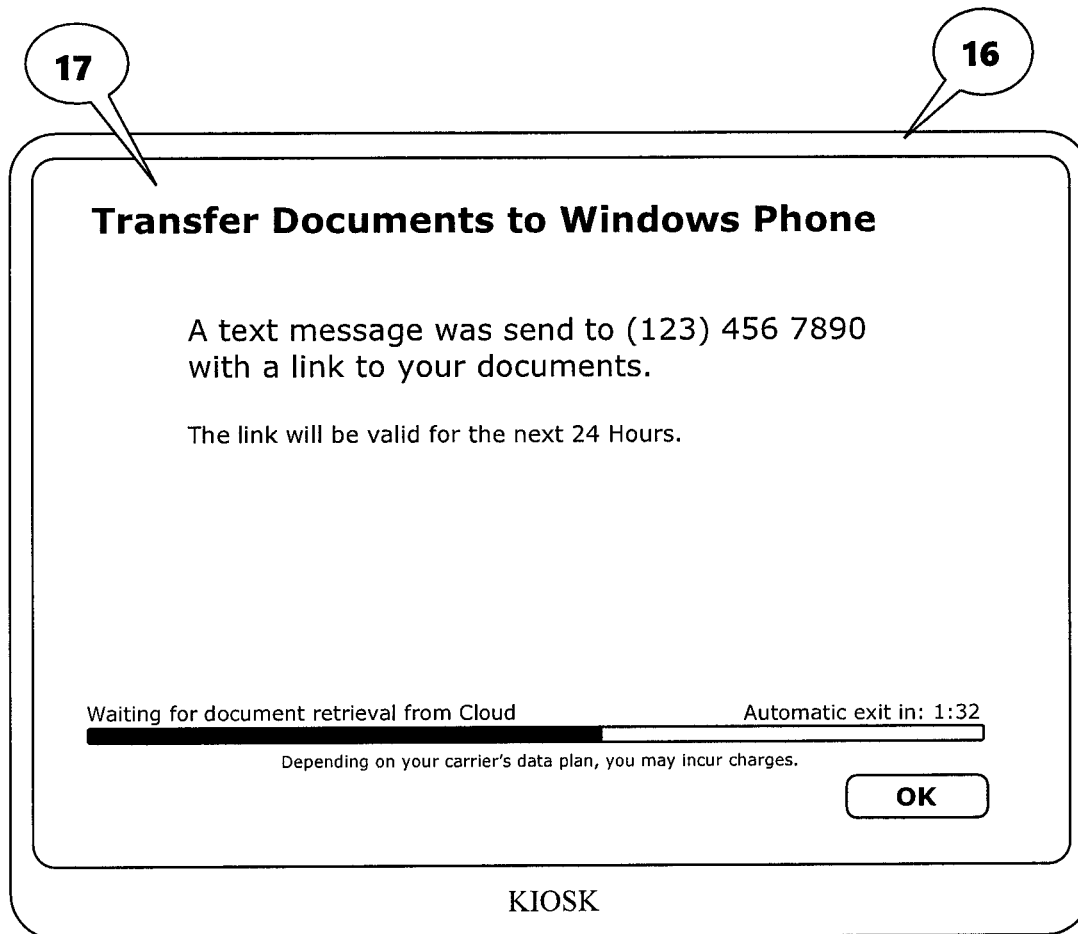 17
16
Transfer Documents to Windows Phone
A text message was send to (123) 456 7890
with a link to your documents.
The link will be valid for the next 24 Hours.
Waiting for document retrieval from Cloud
Automatic exit in: 1:32
Depending on your carrier's data plan, you may incur charges.
OK
KIOSK